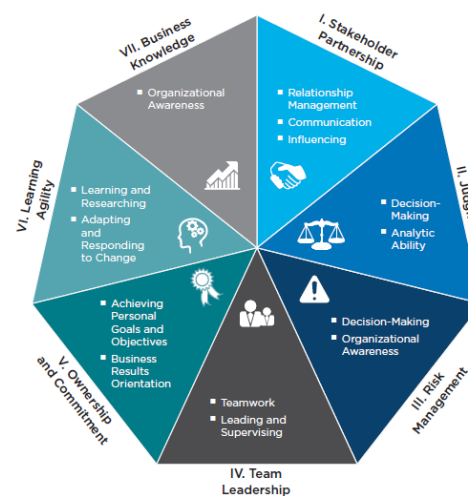 I. Stakeholder
Partnership
▪ Relationship
Management
▪ Communication
▪ Influencing
II.
▪ Decision-
Making
▪ Analytic
Ability
III. Risk
Management
▪ Decision-Making
▪ Organizational
Awareness
IV. Team
Leadership
▪ Teamwork
▪ Leading and
Supervising
V. Ownership
and Commitment
▪ Achieving
Personal
Goals and
Objectives
▪ Business
Results
Orientation
VI. Learning
Agility
▪ Learning and
Researching
▪ Adapting
and
Responding
to Change
VII. Business
Knowledge
▪ Organizational
Awareness